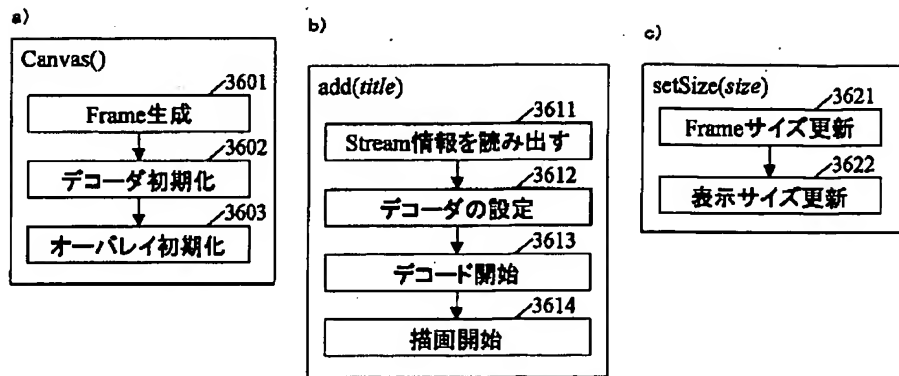 a)
Canvas()
3601
Frame生成
3602
デコーダ初期化
3603
オーバレイ初期化
b)
add(title)
3611
Stream情報を読み出す
3612
デコーダの設定
3613
デコード開始
3614
描画開始
c)
setSize(size)
3621
Frameサイズ更新
3622
表示サイズ更新